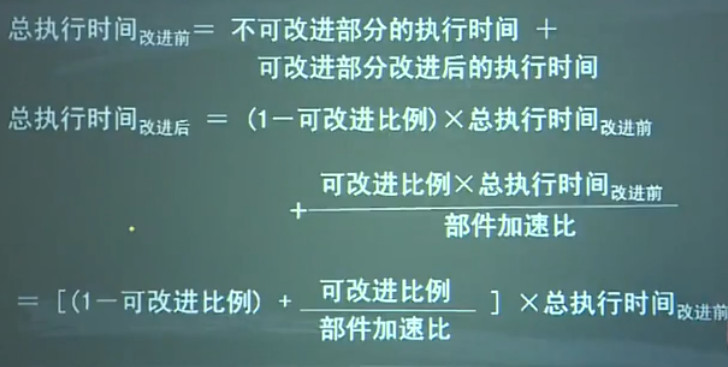 总执行时间改进前= 不可改进部分的执行时间 +
可改进部分改进后的执行时间
总执行时间改进后 = (1-可改进比例)×总执行时间改进前
+ 可改进比例×总执行时间改进前
部件加速比
= [(1-可改进比例) + 可改进比例 ] ×总执行时间改进前
部件加速比